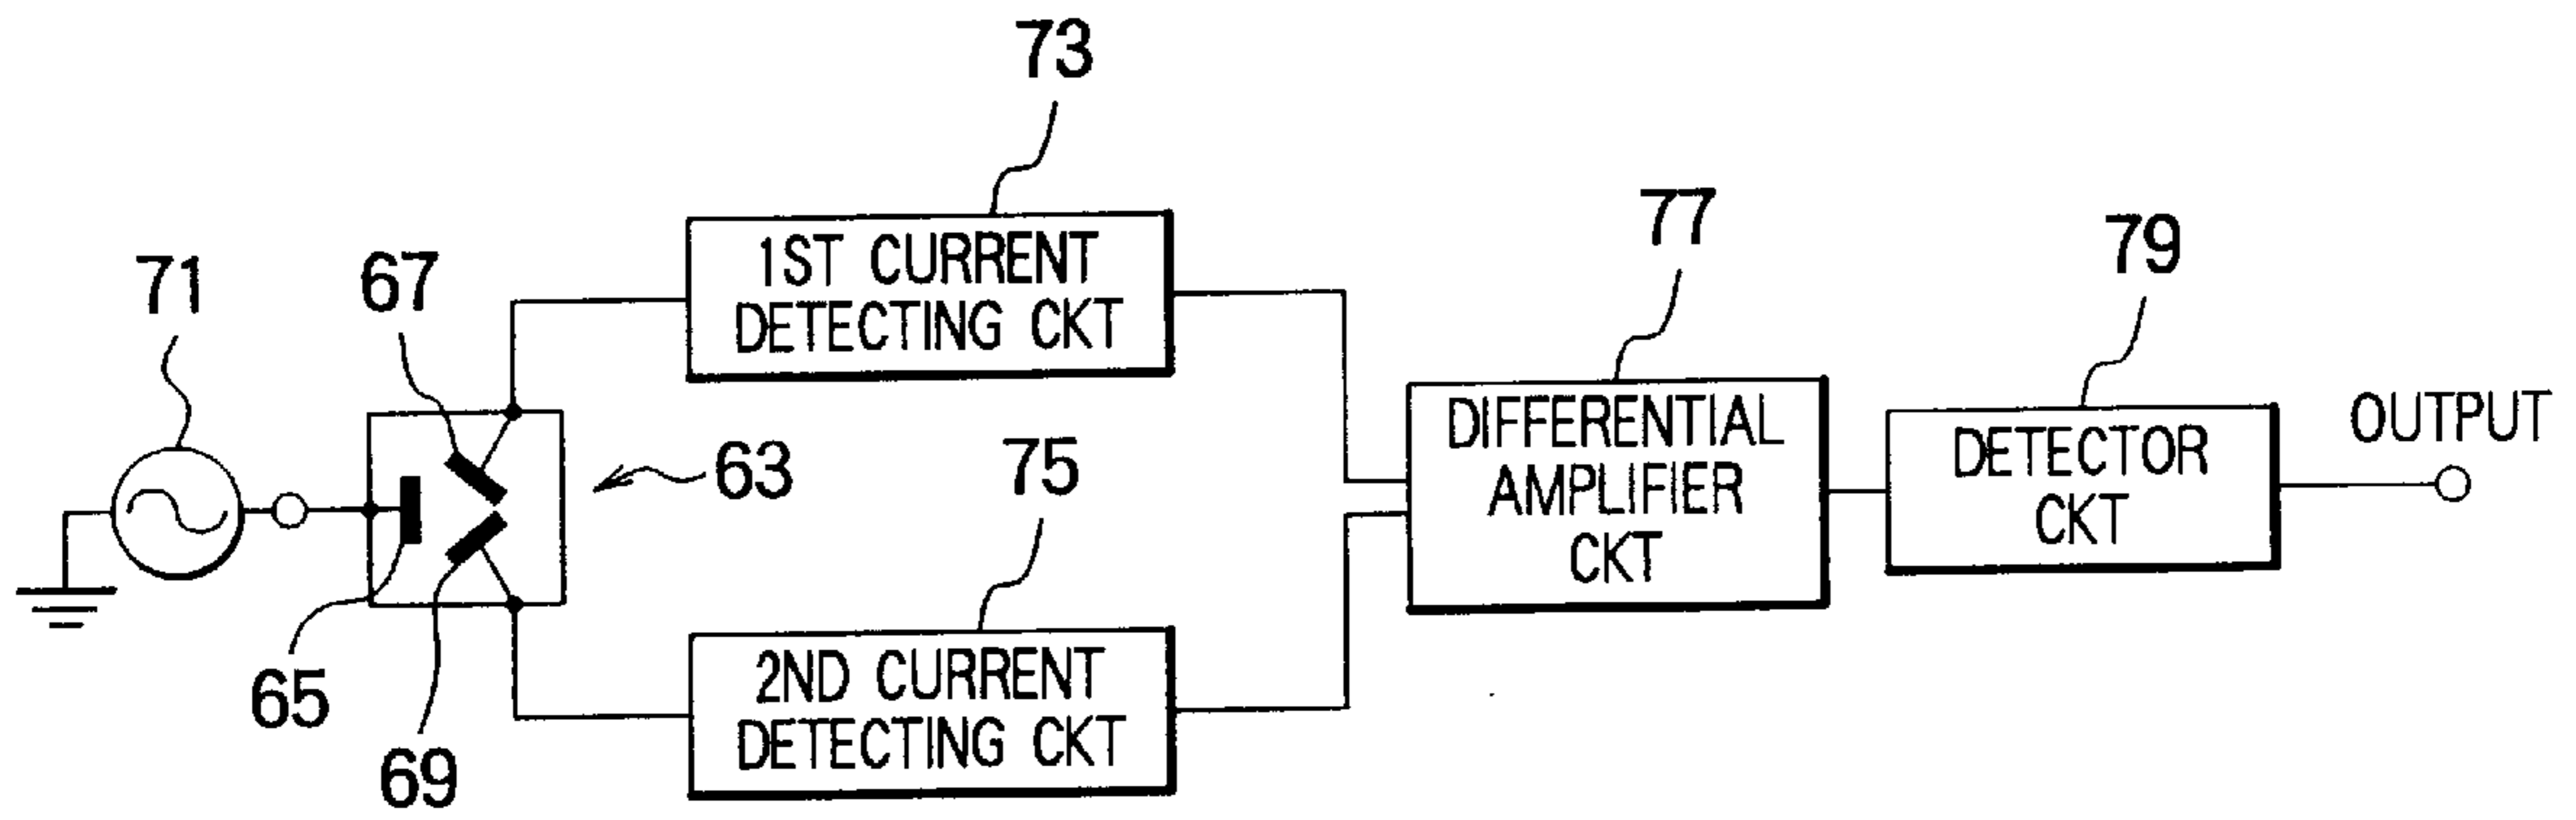 73
1ST CURRENT
DETECTING CKT
77
79
71
67
63
75
DIFFERENTIAL
AMPLIFIER
CKT
DETECTOR
CKT
OUTPUT
65
69
2ND CURRENT
DETECTING CKT